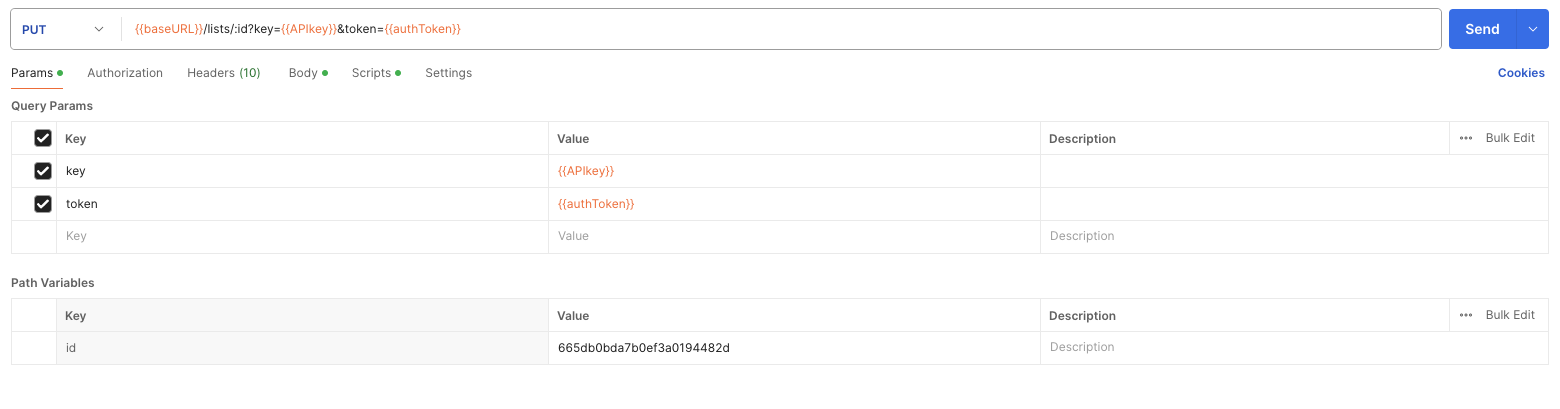 PUT {{baseURL}}/lists/:id?key={{APIkey}}&token={{authToken}} Send
Params Authorization Headers (10) Body Scripts Settings Cookies
Query Params
Key Value Description Bulk Edit
key {{APIkey}}
token {{authToken}}
Key Value Description
Path Variables
Key Value Description Bulk Edit
id 665db0bda7b0ef3a0194482d Description